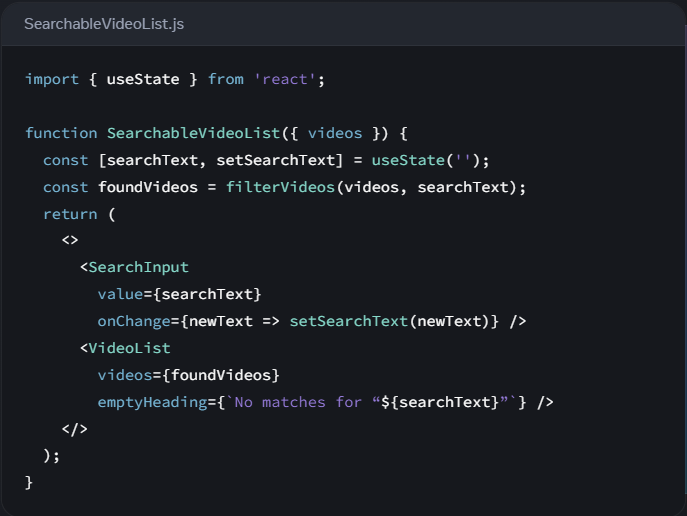 SearchableVideoList.js
import { useState } from 'react';
function SearchableVideoList({ videos }) {
const [searchText, setSearchText] = useState('');
const foundVideos = filterVideos(videos, searchText);
return (
<>
<SearchInput
value={searchText}
onChange={newText => setSearchText(newText)} />
<VideoList
videos={foundVideos}
emptyHeading={`No matches for “${searchText}”`} />
</>
);
}